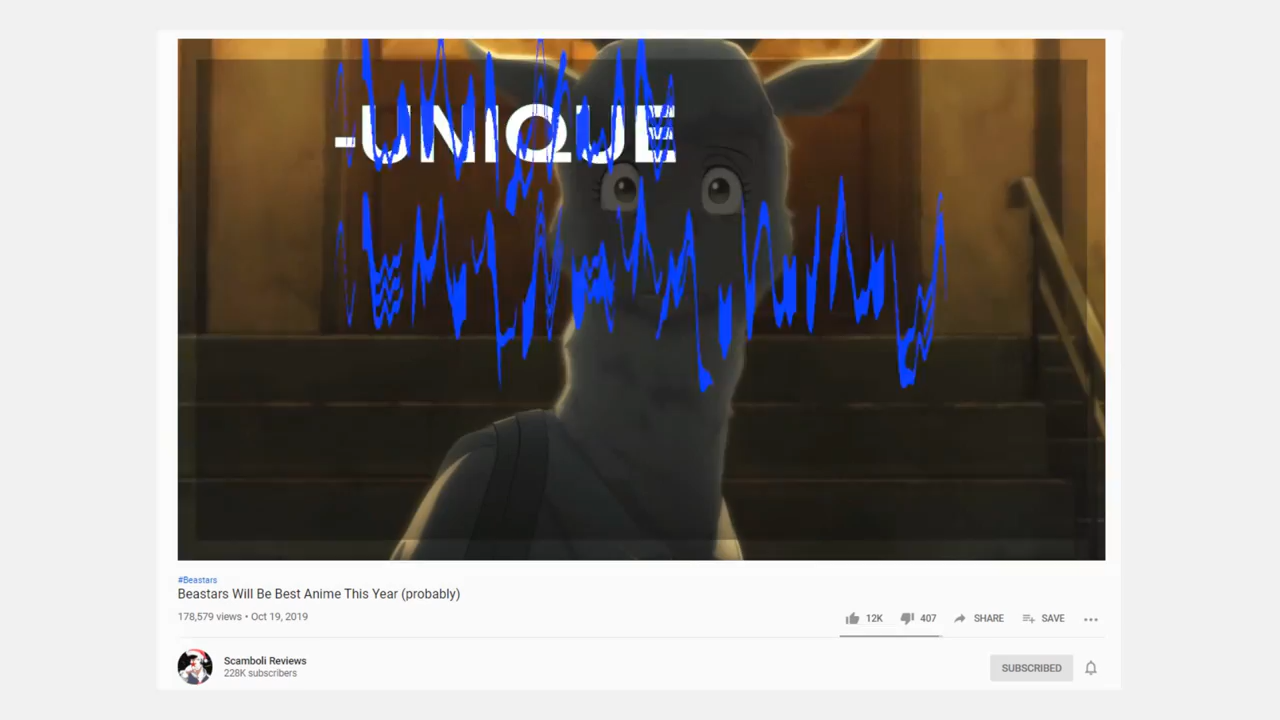 -UNIQUE
#Beastars
Beastars Will Be Best Anime This Year (probably)
178,579 views • Oct 19, 2019
12K
407
SHARE
SAVE
Scamboli Reviews
228K subscribers
SUBSCRIBED